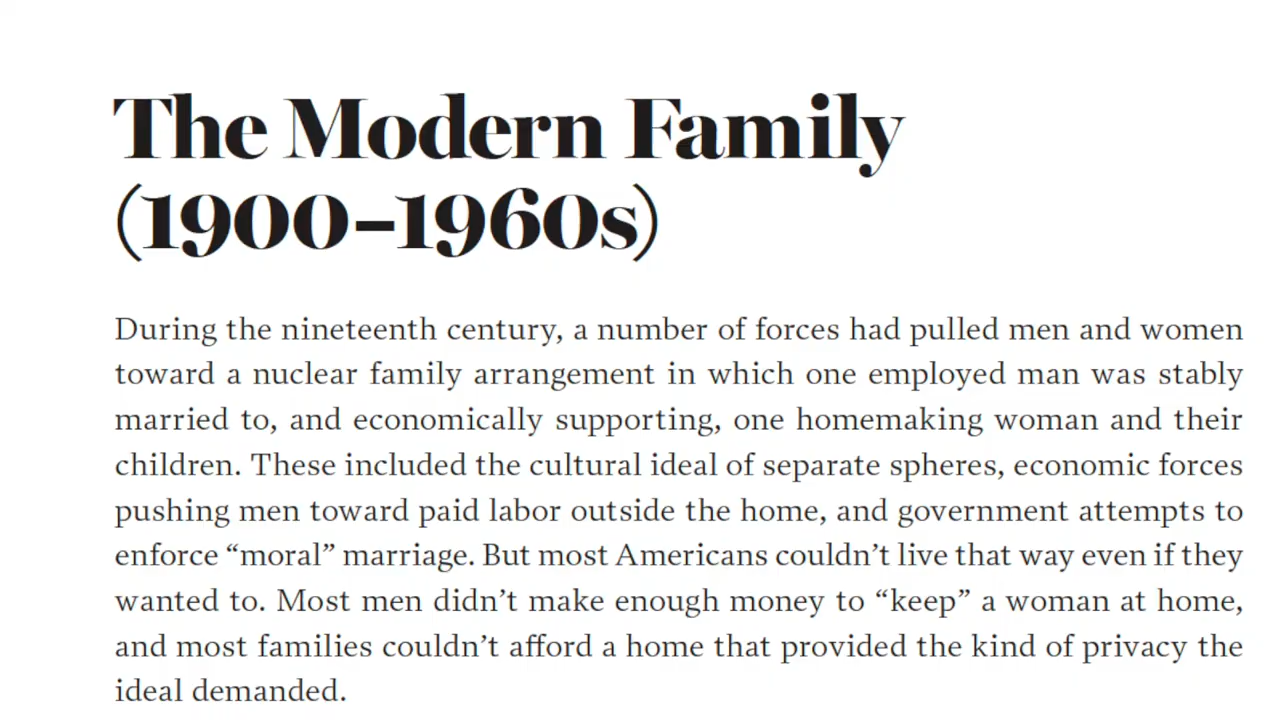 The Modern Family
(1900–1960s)
During the nineteenth century, a number of forces had pulled men and women
toward a nuclear family arrangement in which one employed man was stably
married to, and economically supporting, one homemaking woman and their
children. These included the cultural ideal of separate spheres, economic forces
pushing men toward paid labor outside the home, and government attempts to
enforce “moral” marriage. But most Americans couldn’t live that way even if they
wanted to. Most men didn’t make enough money to “keep” a woman at home,
and most families couldn’t afford a home that provided the kind of privacy the
ideal demanded.